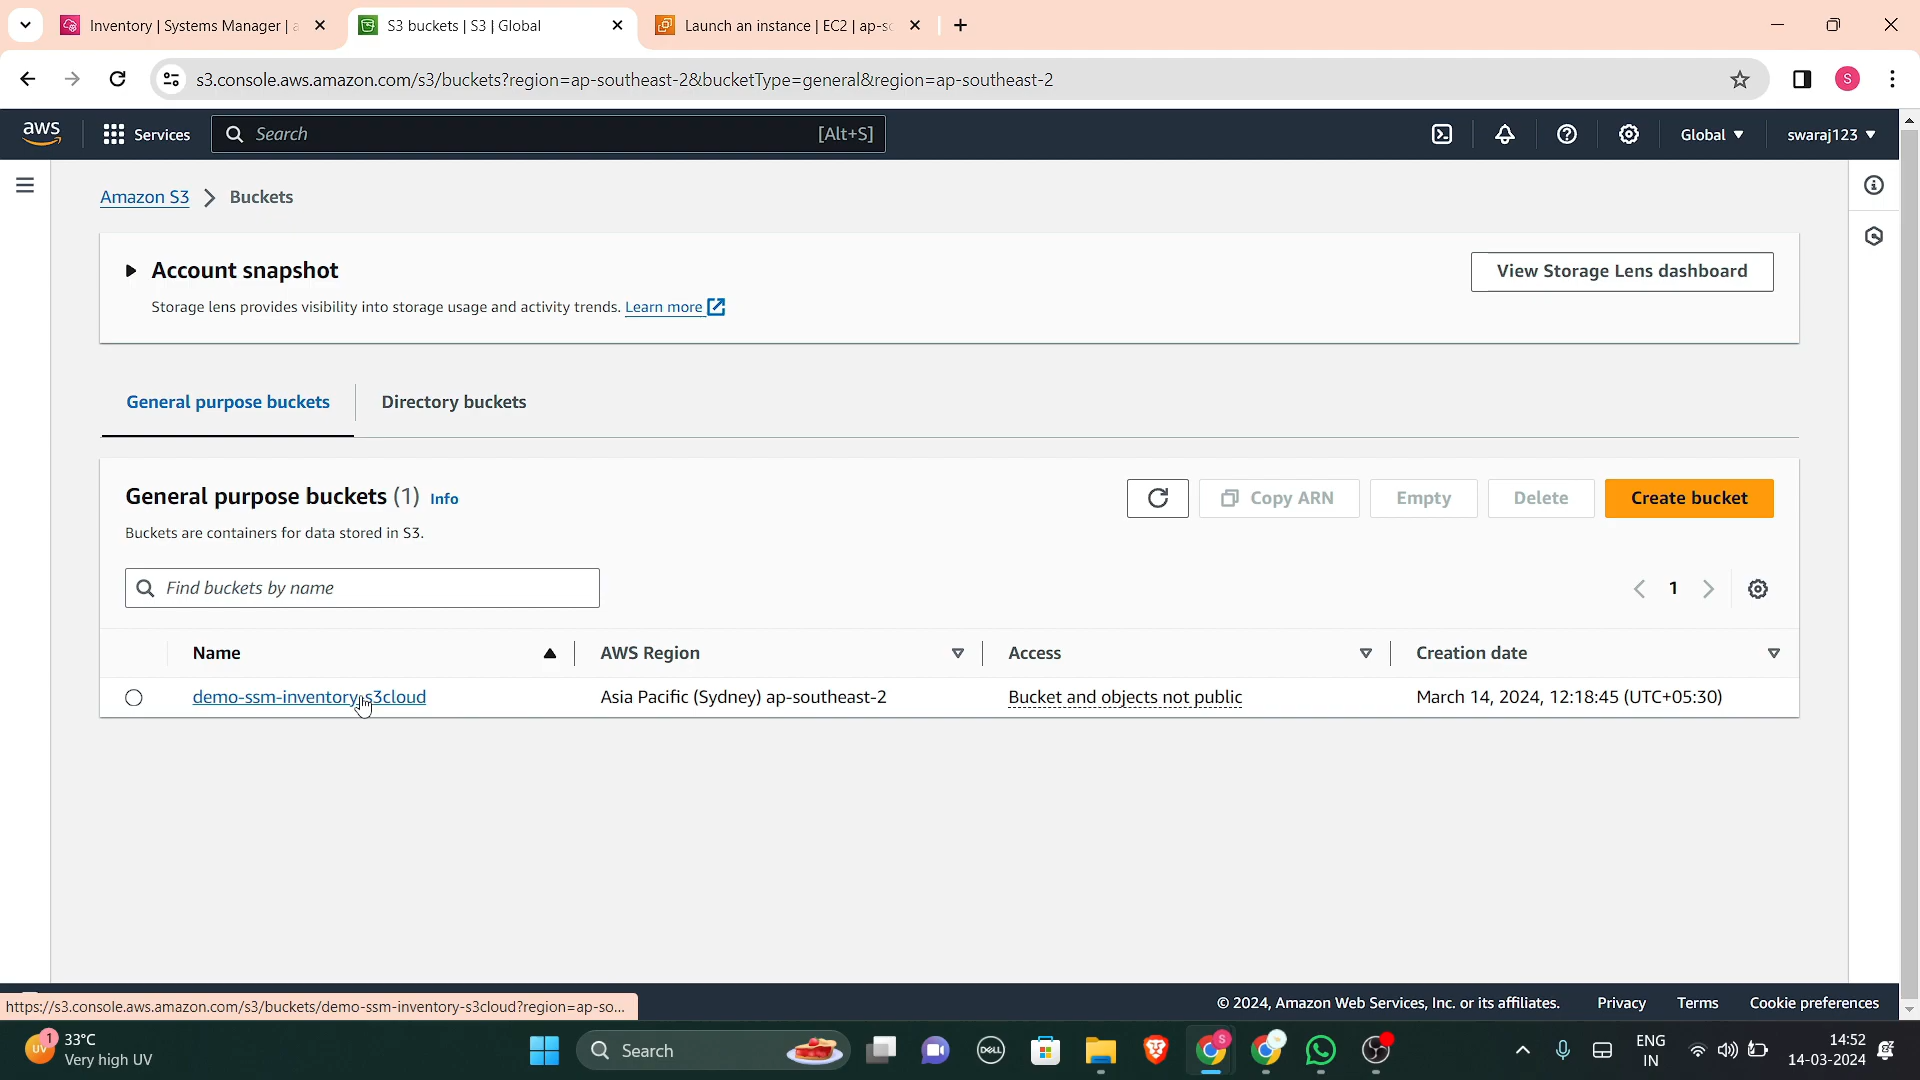 Inventory | Systems Manager | a
S3 buckets | S3 | Global
Launch an instance | EC2 | ap-so
s3.console.aws.amazon.com/s3/buckets?region=ap-southeast-2&bucketType=general&region=ap-southeast-2
S
aws
Services
Search
[Alt+S]
Global
swaraj123
Amazon S3
Buckets
Account snapshot
View Storage Lens dashboard
Storage lens provides visibility into storage usage and activity trends. Learn more
General purpose buckets
Directory buckets
General purpose buckets (1) Info
Copy ARN
Empty
Delete
Create bucket
Buckets are containers for data stored in S3.
Find buckets by name
1
Name
AWS Region
Access
Creation date
demo-ssm-inventory-s3cloud
Asia Pacific (Sydney) ap-southeast-2
Bucket and objects not public
March 14, 2024, 12:18:45 (UTC+05:30)
https://s3.console.aws.amazon.com/s3/buckets/demo-ssm-inventory-s3cloud?region=ap-so...
© 2024, Amazon Web Services, Inc. or its affiliates.
Privacy
Terms
Cookie preferences
UV
1
33°C
Very high UV
Search
DELL
S
ENG
IN
14:52
14-03-2024